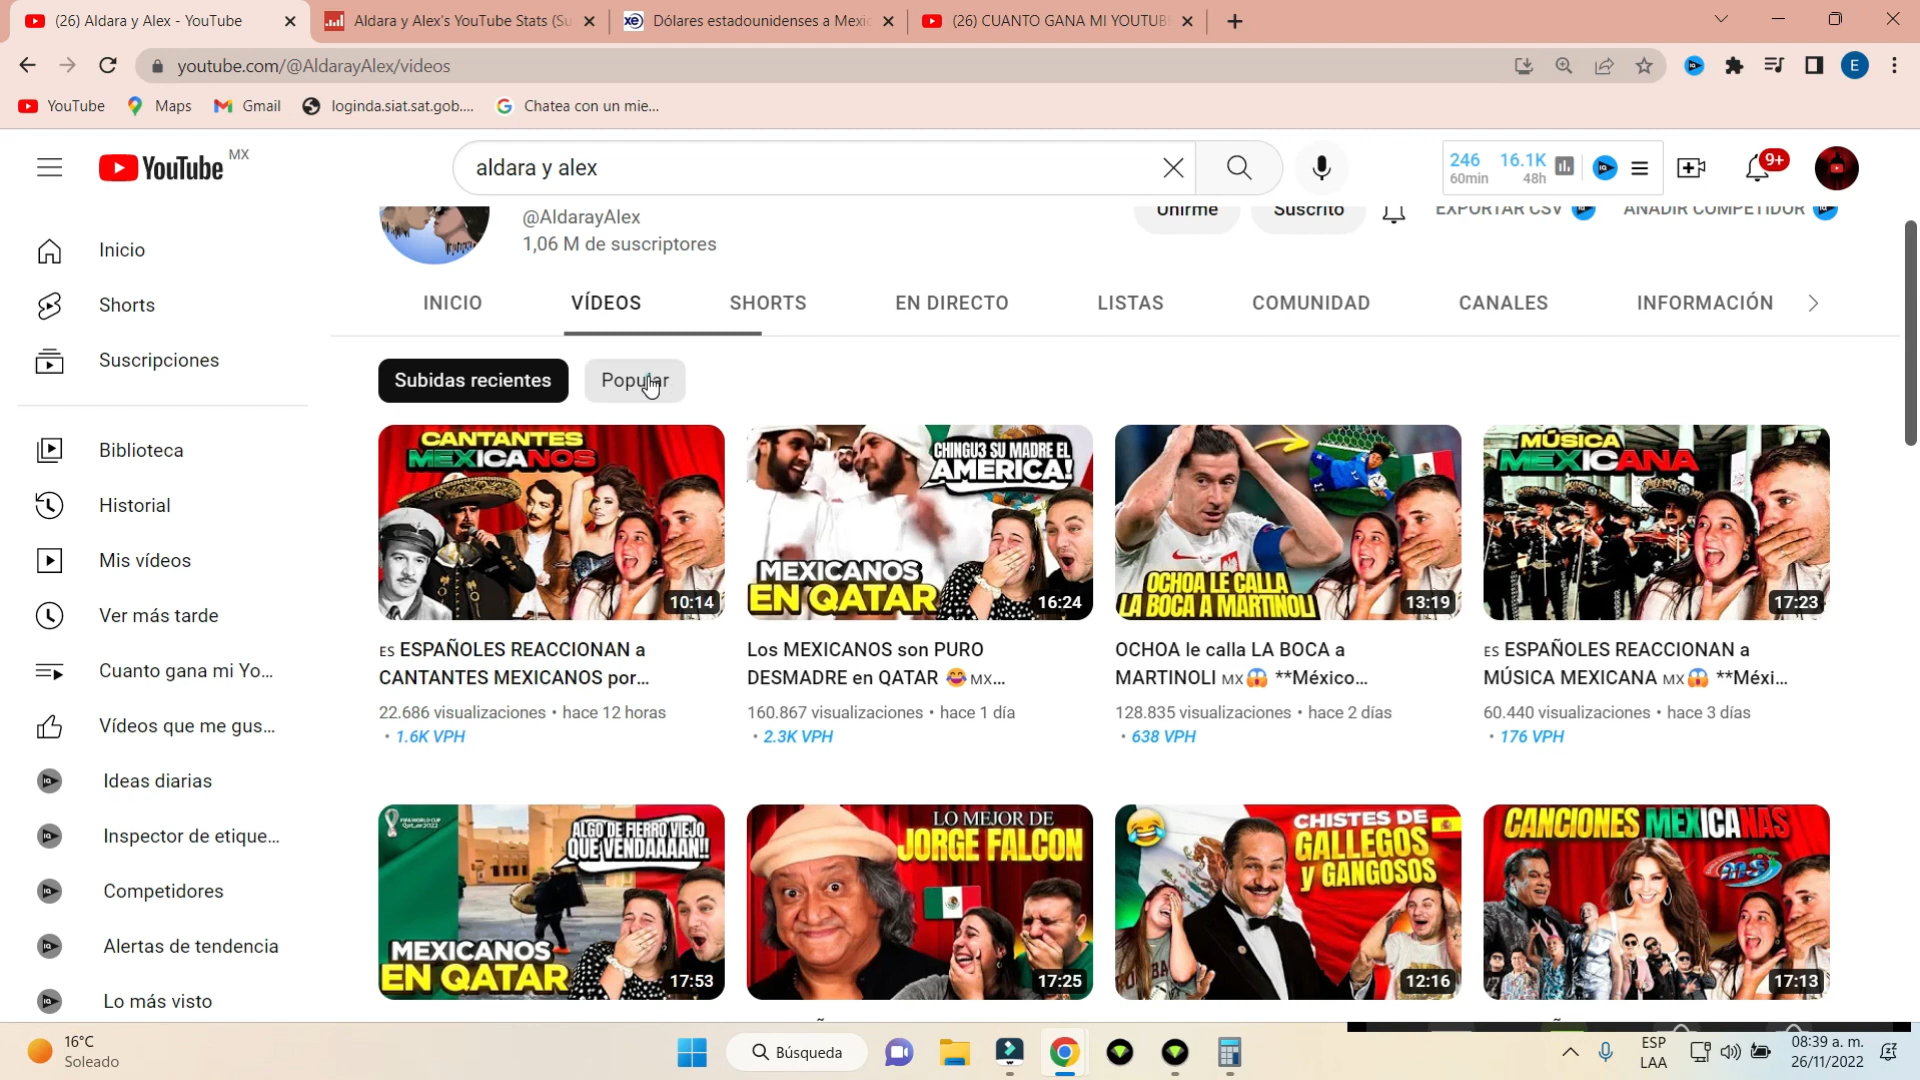 (26) Aldara y Alex - YouTube
Aldara y Alex's YouTube Stats (Su
Dólares estadounidenses a Mexic
(26) CUANTO GANA MI YOUTUB
youtube.com/@AldarayAlex/videos
YouTube
Maps
Gmail
loginda.siat.sat.gob....
Chatea con un mie...
YouTube MX
aldara y alex
246 60min
16.1K 48h
9+
@AldarayAlex
1,06 M de suscriptores
Unirme
Suscrito
EXPORTAR CSV
AÑADIR COMPETIDOR
Inicio
Shorts
Suscripciones
Biblioteca
Historial
Mis vídeos
Ver más tarde
Cuanto gana mi Yo...
Vídeos que me gus...
Ideas diarias
Inspector de etique...
Competidores
Alertas de tendencia
Lo más visto
INICIO
VÍDEOS
SHORTS
EN DIRECTO
LISTAS
COMUNIDAD
CANALES
INFORMACIÓN
Subidas recientes
Popular
CANTANTES
MEXICANOS
10:14
ES ESPAÑOLES REACCIONAN a
CANTANTES MEXICANOS por...
22.686 visualizaciones • hace 12 horas
• 1.6K VPH
CHINGU3 SU MADRE EL
AMERICA!
MEXICANOS
EN QATAR
16:24
Los MEXICANOS son PURO
DESMADRE en QATAR 😂 MX...
160.867 visualizaciones • hace 1 día
• 2.3K VPH
OCHOA LE CALLA
LA BOCA A MARTINOLI
13:19
OCHOA le calla LA BOCA a
MARTINOLI MX😱 **México...
128.835 visualizaciones • hace 2 días
• 638 VPH
MÚSICA
MEXICANA
17:23
ES ESPAÑOLES REACCIONAN a
MÚSICA MEXICANA MX😱 **Méxi...
60.440 visualizaciones • hace 3 días
• 176 VPH
ALGO DE FIERRO VIEJO
QUE VENDAAAAN!!
MEXICANOS
EN QATAR
17:53
LO MEJOR DE
JORGE FALCON
17:25
CHISTES DE
GALLEGOS
y GANGOSOS
12:16
CANCIONES MEXICANAS
MS
17:13
16°C
Soleado
Búsqueda
ESP
LAA
08:39 a. m.
26/11/2022